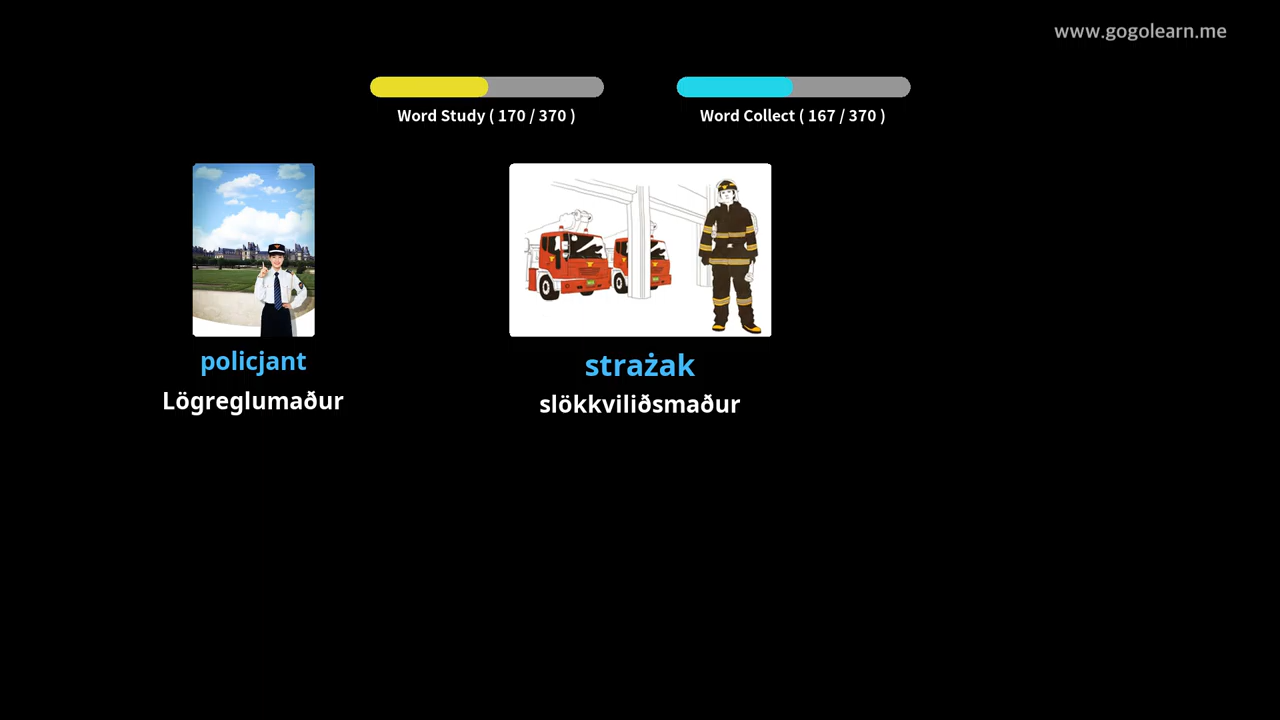 www.gogolearn.me
Word Study ( 170 / 370 )
Word Collect ( 167 / 370 )
policjant
Lögreglumaður
strażak
slökkviliðsmaður